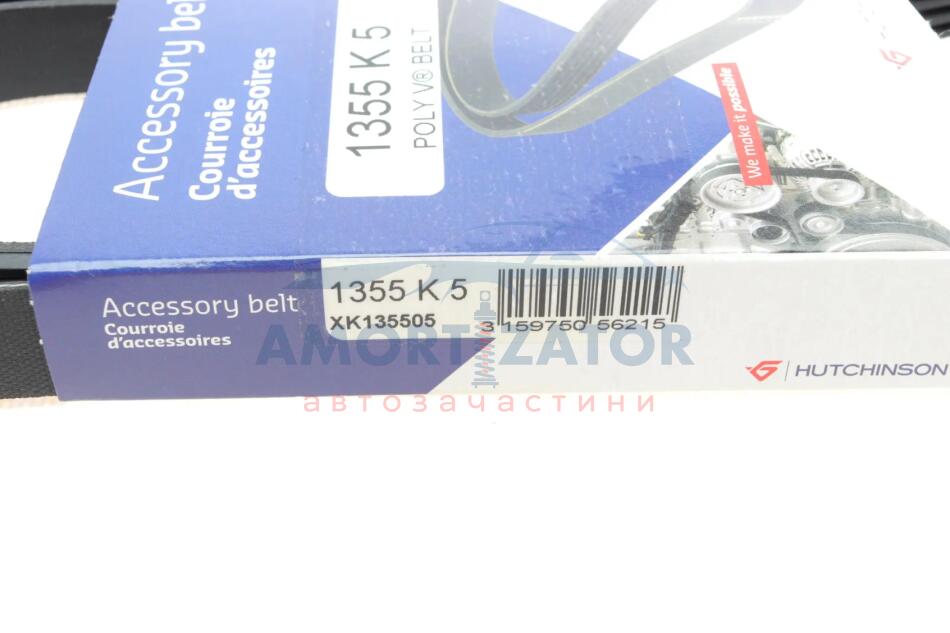 Accessory belt
Courroie
d'accessoires
1355 K 5
POLY V® BELT
We make it possible
Accessory belt
Courroie
d'accessoires
1355 K 5
XK135505
3 159750 56215
HUTCHINSON
AMORTIZATOR
автозачастини